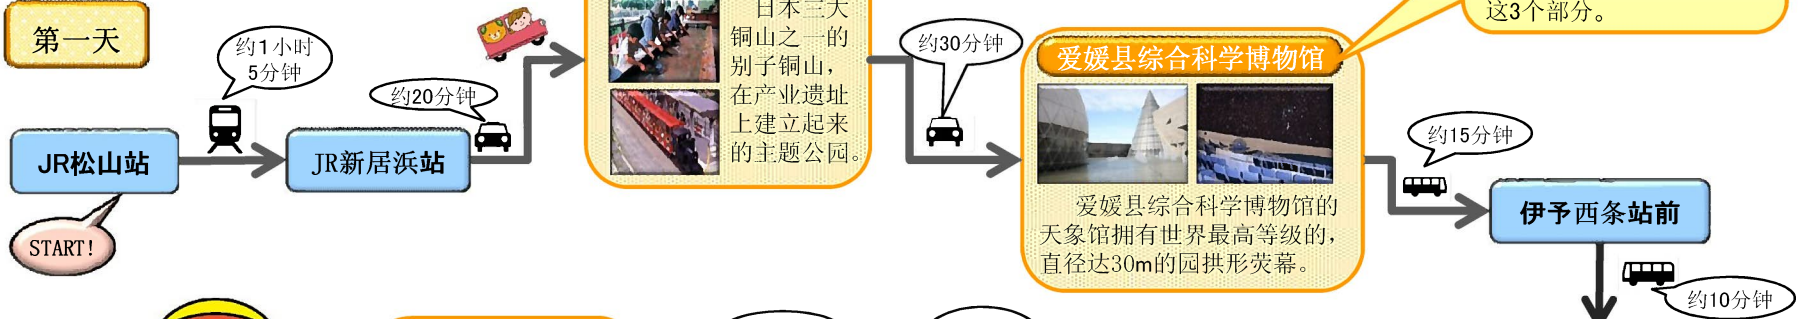 第一天
约1小时
5分钟
JR松山站
START!
约20分钟
JR新居浜站
日本三大
铜山之一的
别子铜山，
在产业遗址
上建立起来
的主题公园。
约30分钟
爱媛县综合科学博物馆
爱媛县综合科学博物馆的
天象馆拥有世界最高等级的，
直径达30m的园拱形荧幕。
这3个部分。
约15分钟
伊予西条站前
约10分钟